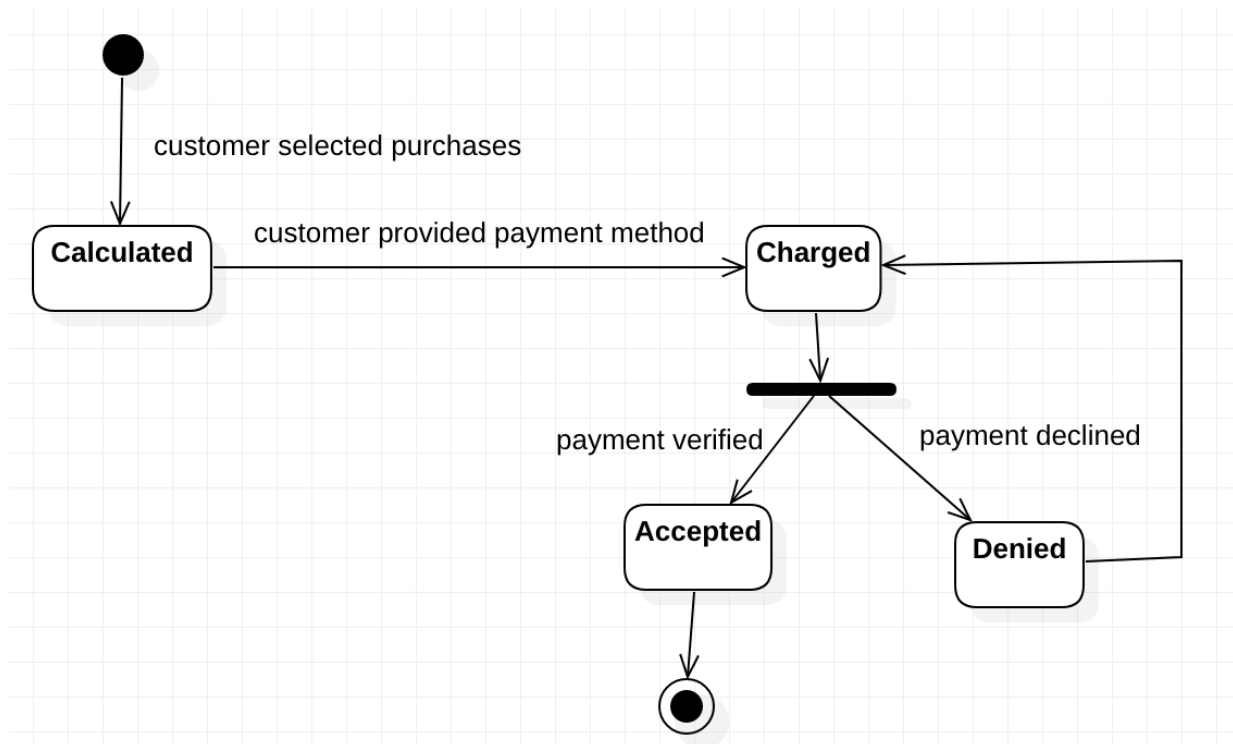 customer selected purchases
Calculated
customer provided payment method
Charged
payment verified
payment declined
Accepted
Denied